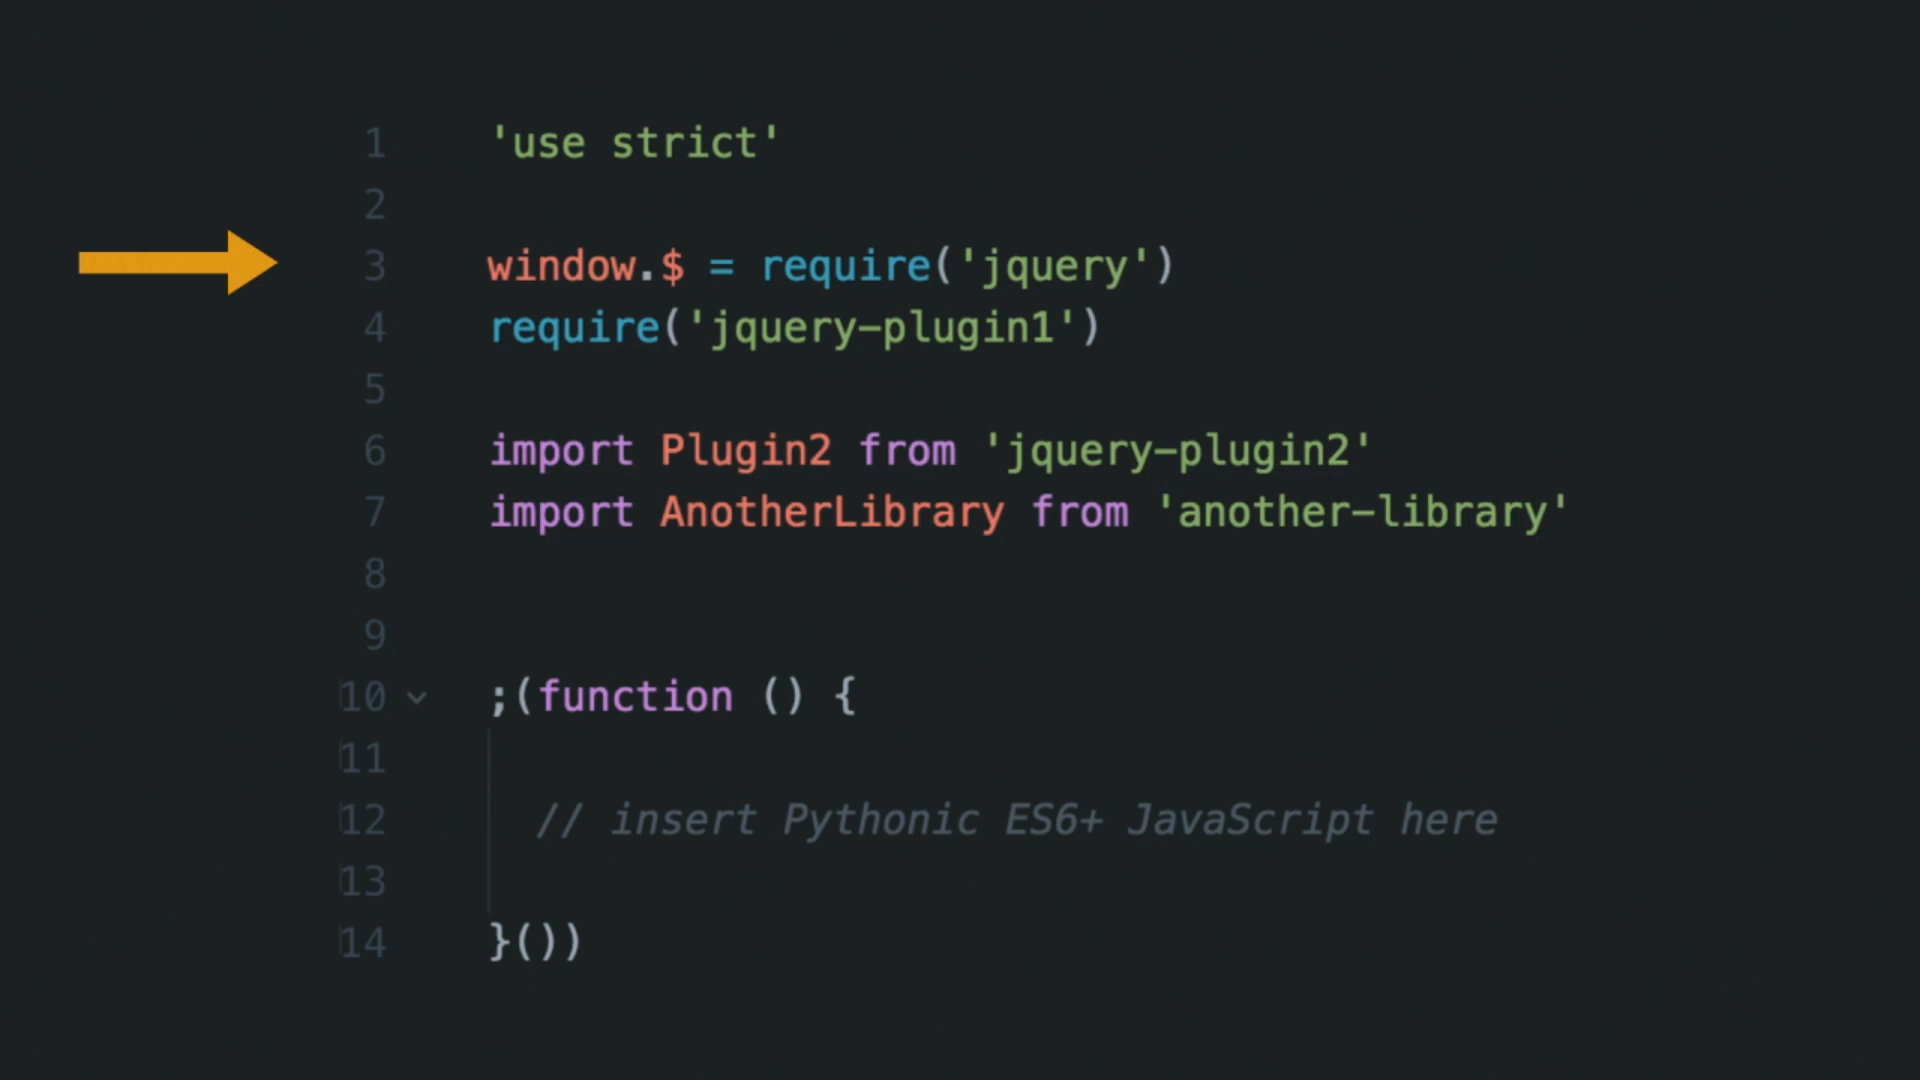 1 'use strict'
2
3 window.$ = require('jquery')
4 require('jquery-plugin1')
5
6 import Plugin2 from 'jquery-plugin2'
7 import AnotherLibrary from 'another-library'
8
9
10 ;(function () {
11
12 // insert Pythonic ES6+ JavaScript here
13
14 }())